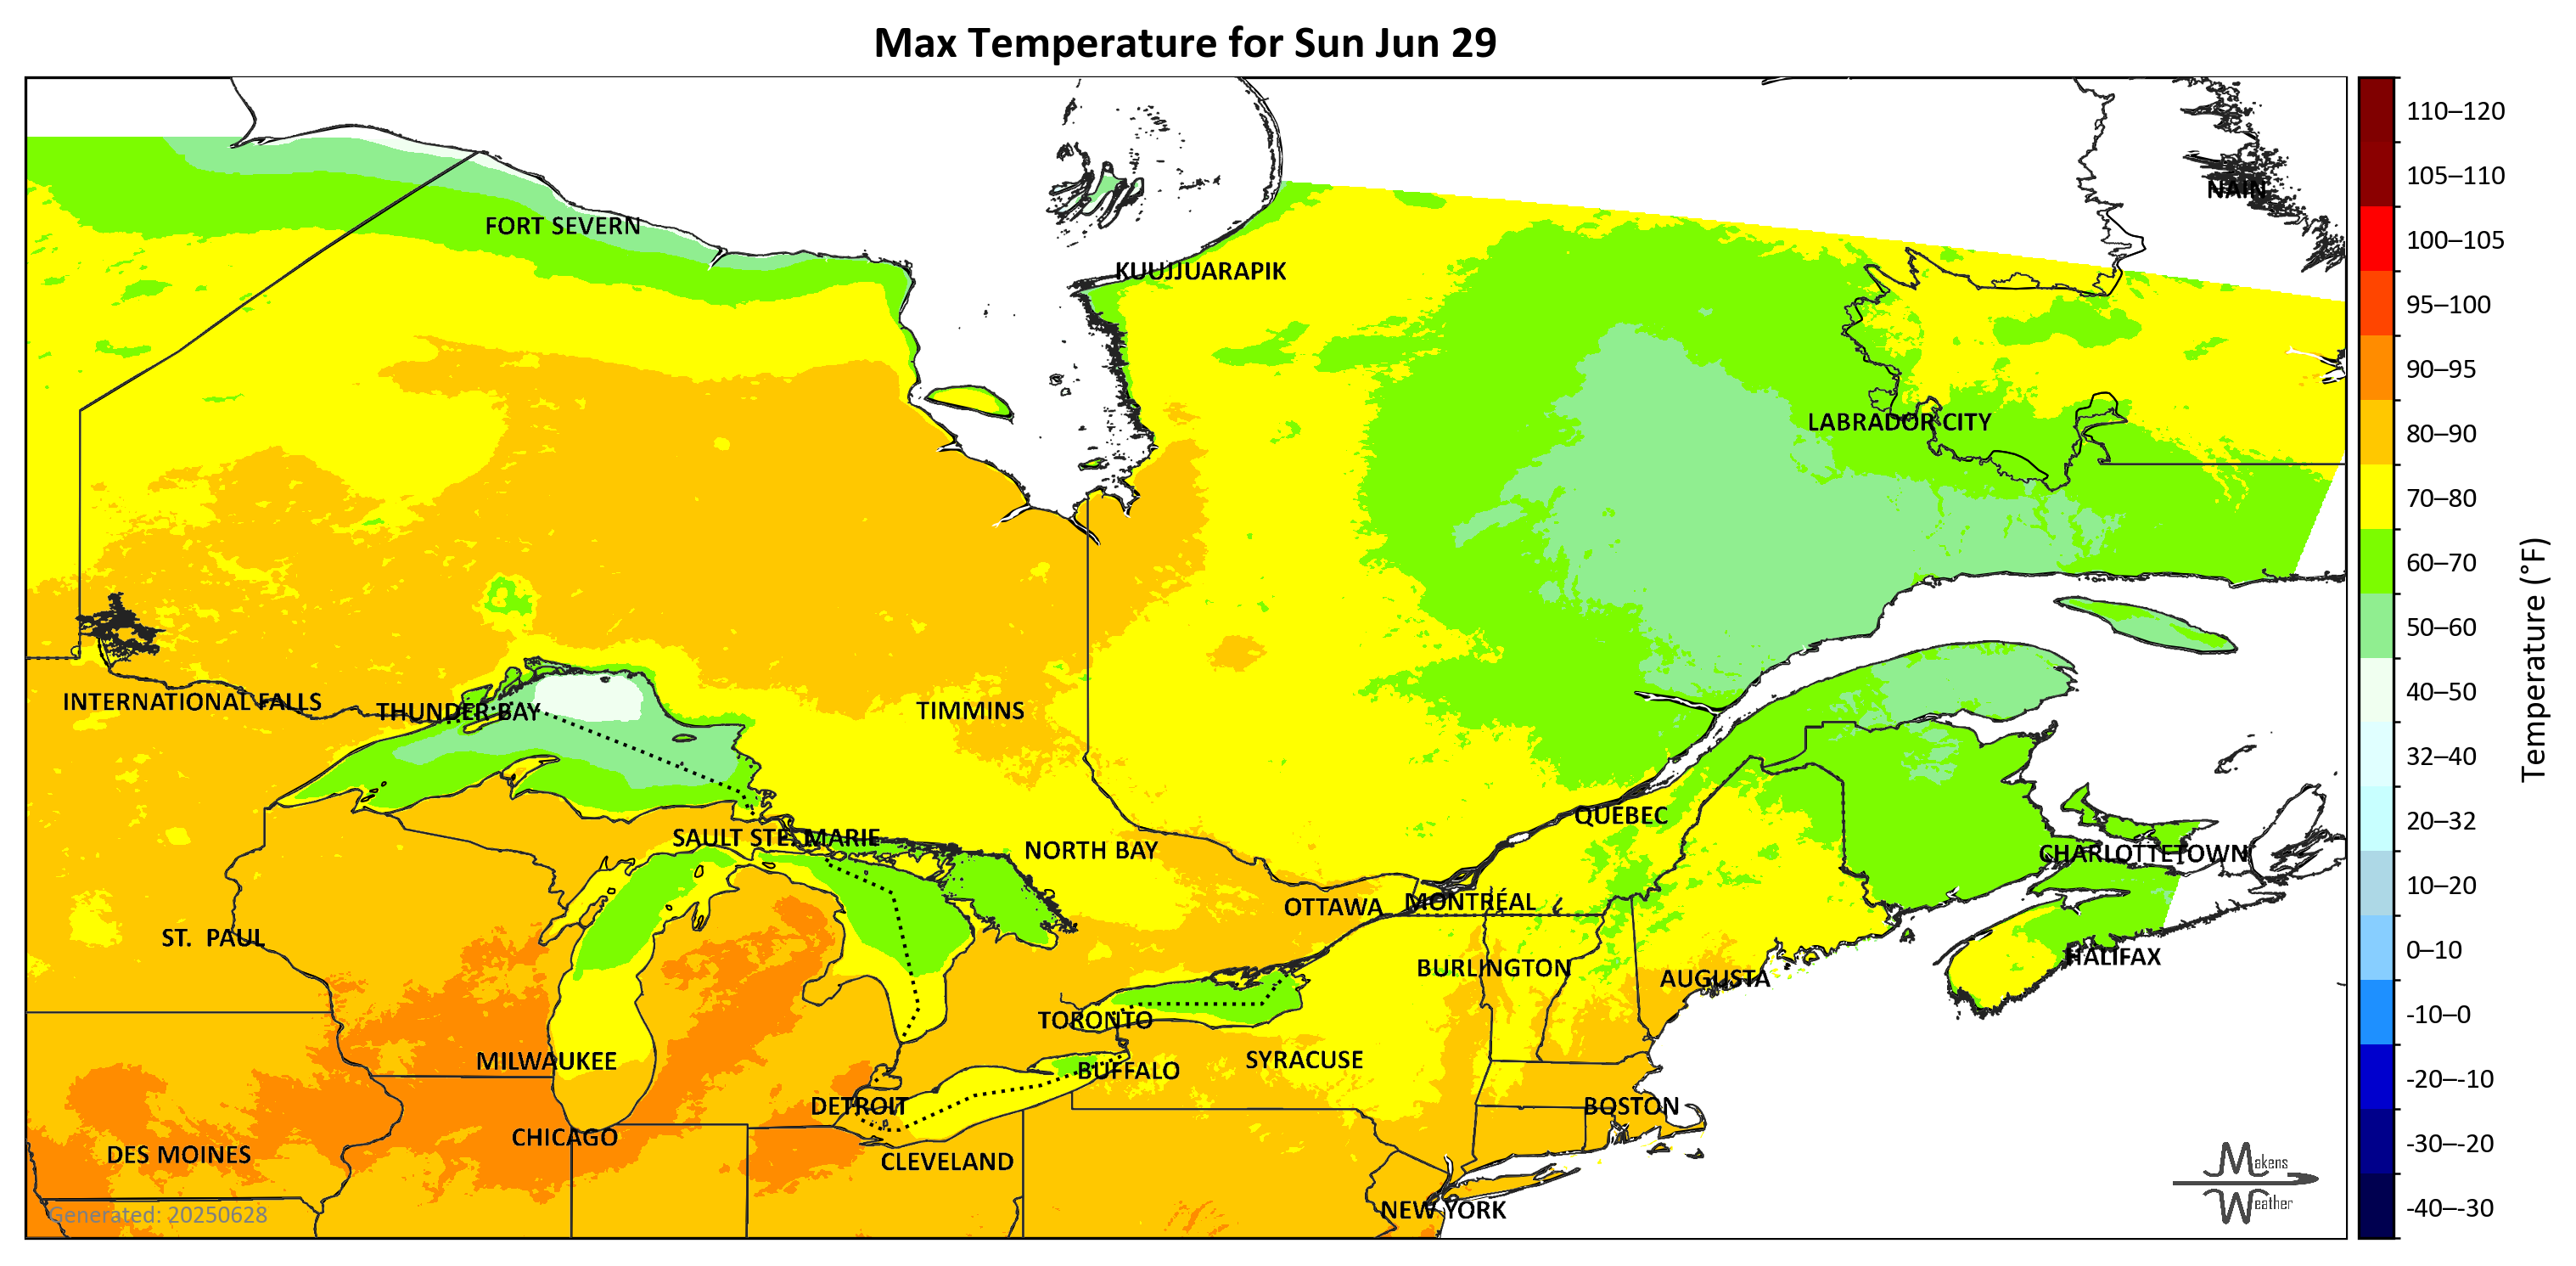 Max Temperature for Sun Jun 29
NAIN
FORT SEVERN
KUUJJUARAPIK
LABRADOR CITY
INTERNATIONAL FALLS
THUNDER BAY
TIMMINS
QUEBEC
SAULT STE. MARIE
NORTH BAY
CHARLOTTETOWN
OTTAWA
MONTRÉAL
ST. PAUL
HALIFAX
BURLINGTON
AUGUSTA
TORONTO
MILWAUKEE
SYRACUSE
BUFFALO
DETROIT
BOSTON
CHICAGO
DES MOINES
CLEVELAND
NEW YORK
Generated: 20250628
Makens
Weather
110–120
105–110
100–105
95–100
90–95
80–90
70–80
60–70
50–60
40–50
32–40
20–32
10–20
0–10
-10–0
-20–-10
-30–-20
-40–-30
Temperature (°F)